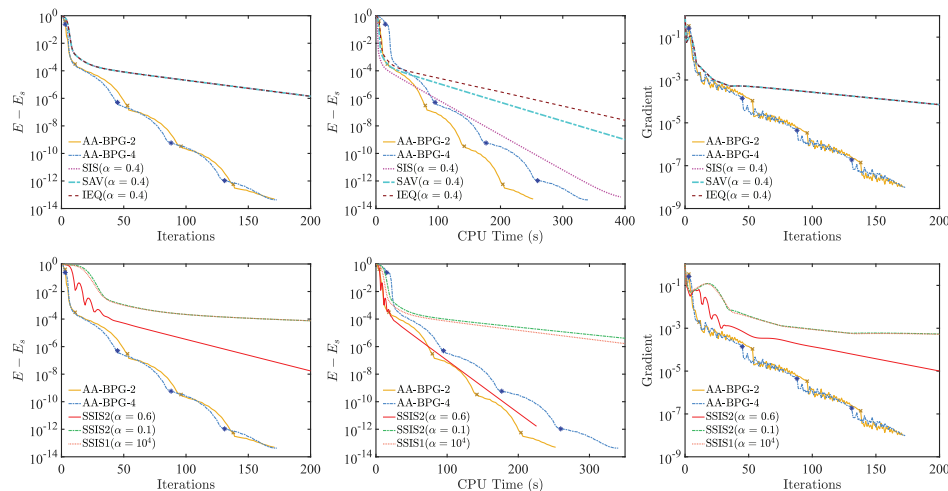 10^0
10^-2
10^-4
10^-6
10^-8
10^-10
10^-12
10^-14
E − E_s
AA-BPG-2
AA-BPG-4
SIS(α = 0.4)
SAV(α = 0.4)
IEQ(α = 0.4)
0 50 100 150 200
Iterations
10^0
10^-2
10^-4
10^-6
10^-8
10^-10
10^-12
10^-14
E − E_s
AA-BPG-2
AA-BPG-4
SIS(α = 0.4)
SAV(α = 0.4)
IEQ(α = 0.4)
0 100 200 300 400
CPU Time (s)
10^-1
10^-3
10^-5
10^-7
10^-9
Gradient
AA-BPG-2
AA-BPG-4
SIS(α = 0.4)
SAV(α = 0.4)
IEQ(α = 0.4)
0 50 100 150 200
Iterations
10^0
10^-2
10^-4
10^-6
10^-8
10^-10
10^-12
10^-14
E − E_s
AA-BPG-2
AA-BPG-4
SSIS2(α = 0.6)
SSIS2(α = 0.1)
SSIS1(α = 10^4)
0 50 100 150 200
Iterations
10^0
10^-2
10^-4
10^-6
10^-8
10^-10
10^-12
10^-14
E − E_s
AA-BPG-2
AA-BPG-4
SSIS2(α = 0.6)
SSIS2(α = 0.1)
SSIS1(α = 10^4)
0 100 200 300
CPU Time (s)
10^-1
10^-3
10^-5
10^-7
10^-9
Gradient
AA-BPG-2
AA-BPG-4
SSIS2(α = 0.6)
SSIS2(α = 0.1)
SSIS1(α = 10^4)
0 50 100 150 200
Iterations